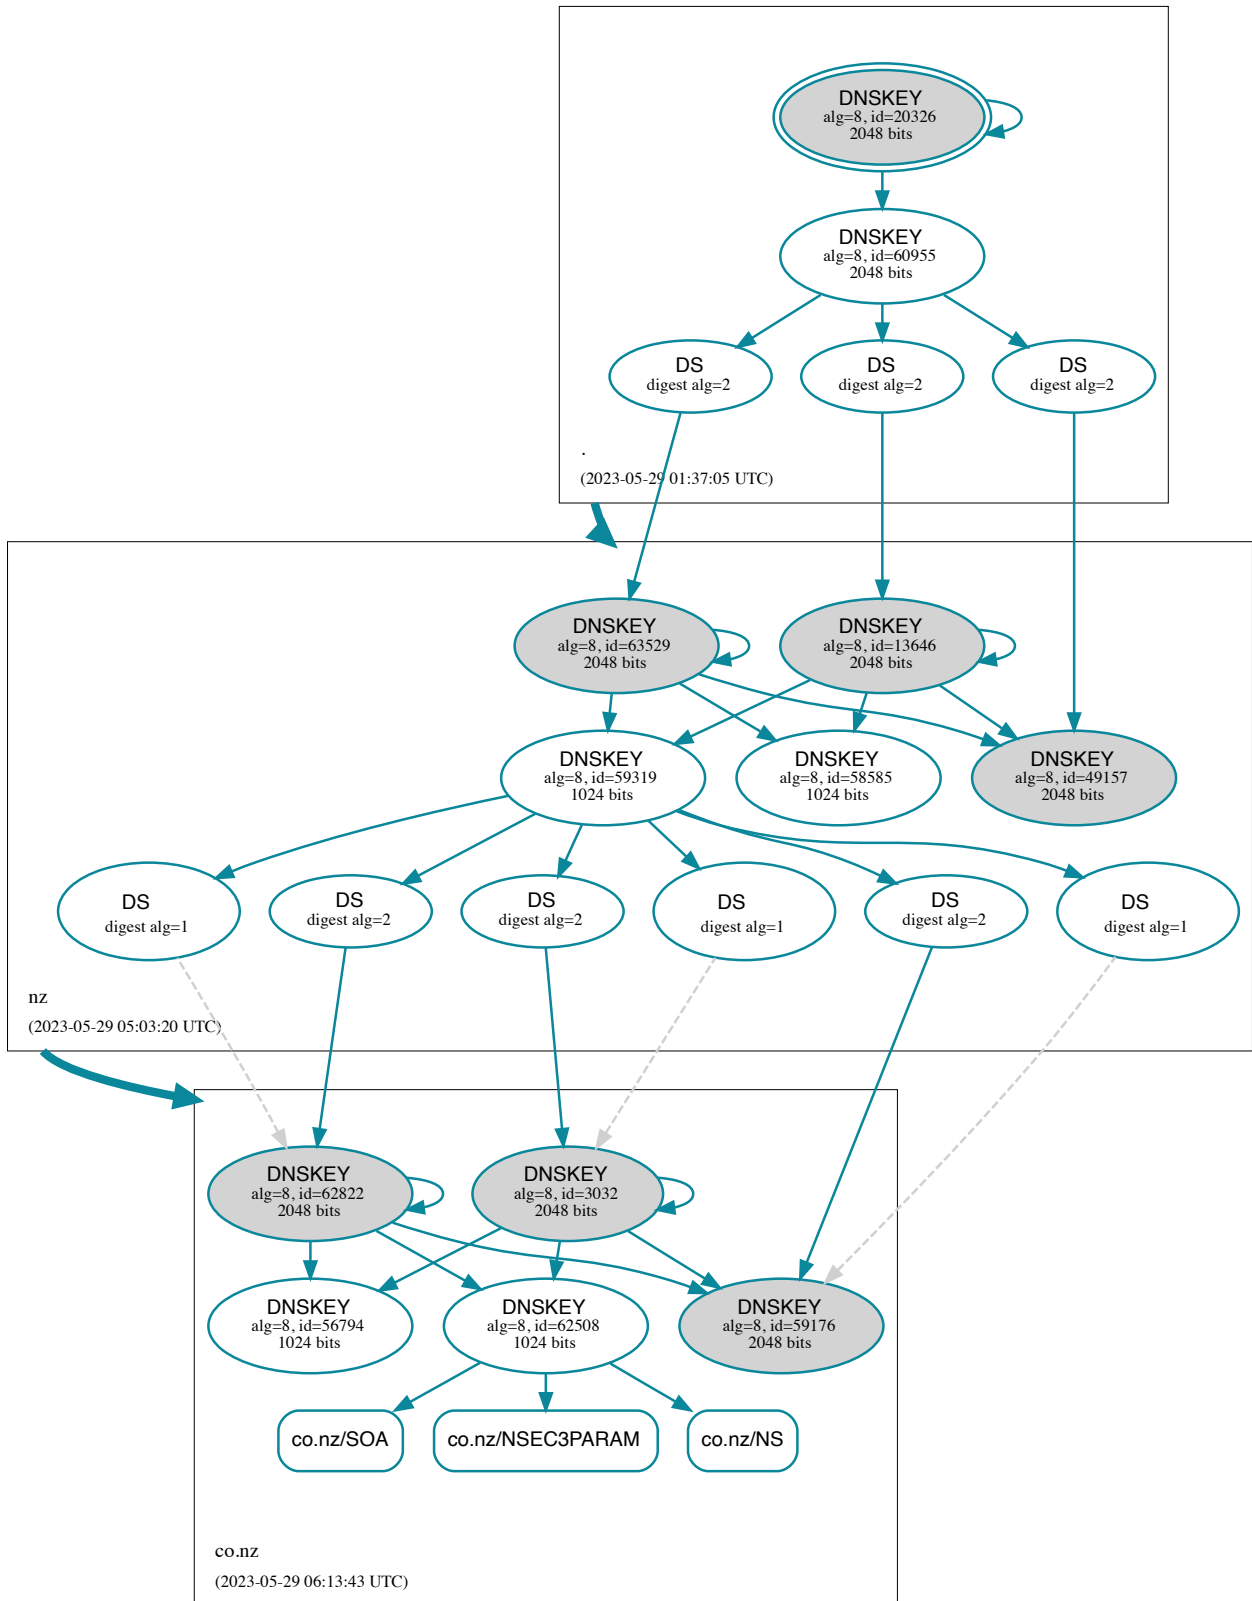 DNSKEY
alg=8, id=20326
2048 bits
DNSKEY
alg=8, id=60955
2048 bits
DS
digest alg=2
DS
digest alg=2
DS
digest alg=2
.
(2023-05-29 01:37:05 UTC)
DNSKEY
alg=8, id=63529
2048 bits
DNSKEY
alg=8, id=13646
2048 bits
DNSKEY
alg=8, id=59319
1024 bits
DNSKEY
alg=8, id=58585
1024 bits
DNSKEY
alg=8, id=49157
2048 bits
DS
digest alg=1
DS
digest alg=2
DS
digest alg=2
DS
digest alg=1
DS
digest alg=2
DS
digest alg=1
nz
(2023-05-29 05:03:20 UTC)
DNSKEY
alg=8, id=62822
2048 bits
DNSKEY
alg=8, id=3032
2048 bits
DNSKEY
alg=8, id=56794
1024 bits
DNSKEY
alg=8, id=62508
1024 bits
DNSKEY
alg=8, id=59176
2048 bits
co.nz/SOA
co.nz/NSEC3PARAM
co.nz/NS
co.nz
(2023-05-29 06:13:43 UTC)